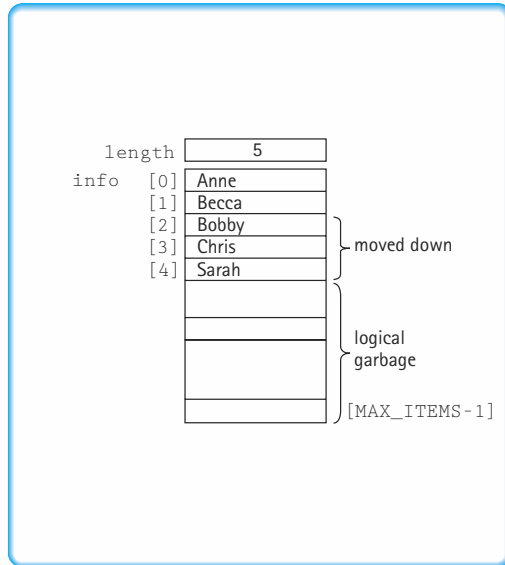 length 5
info [0] Anne
[1] Becca
[2] Bobby
[3] Chris moved down
[4] Sarah
logical
garbage
[MAX_ITEMS-1]